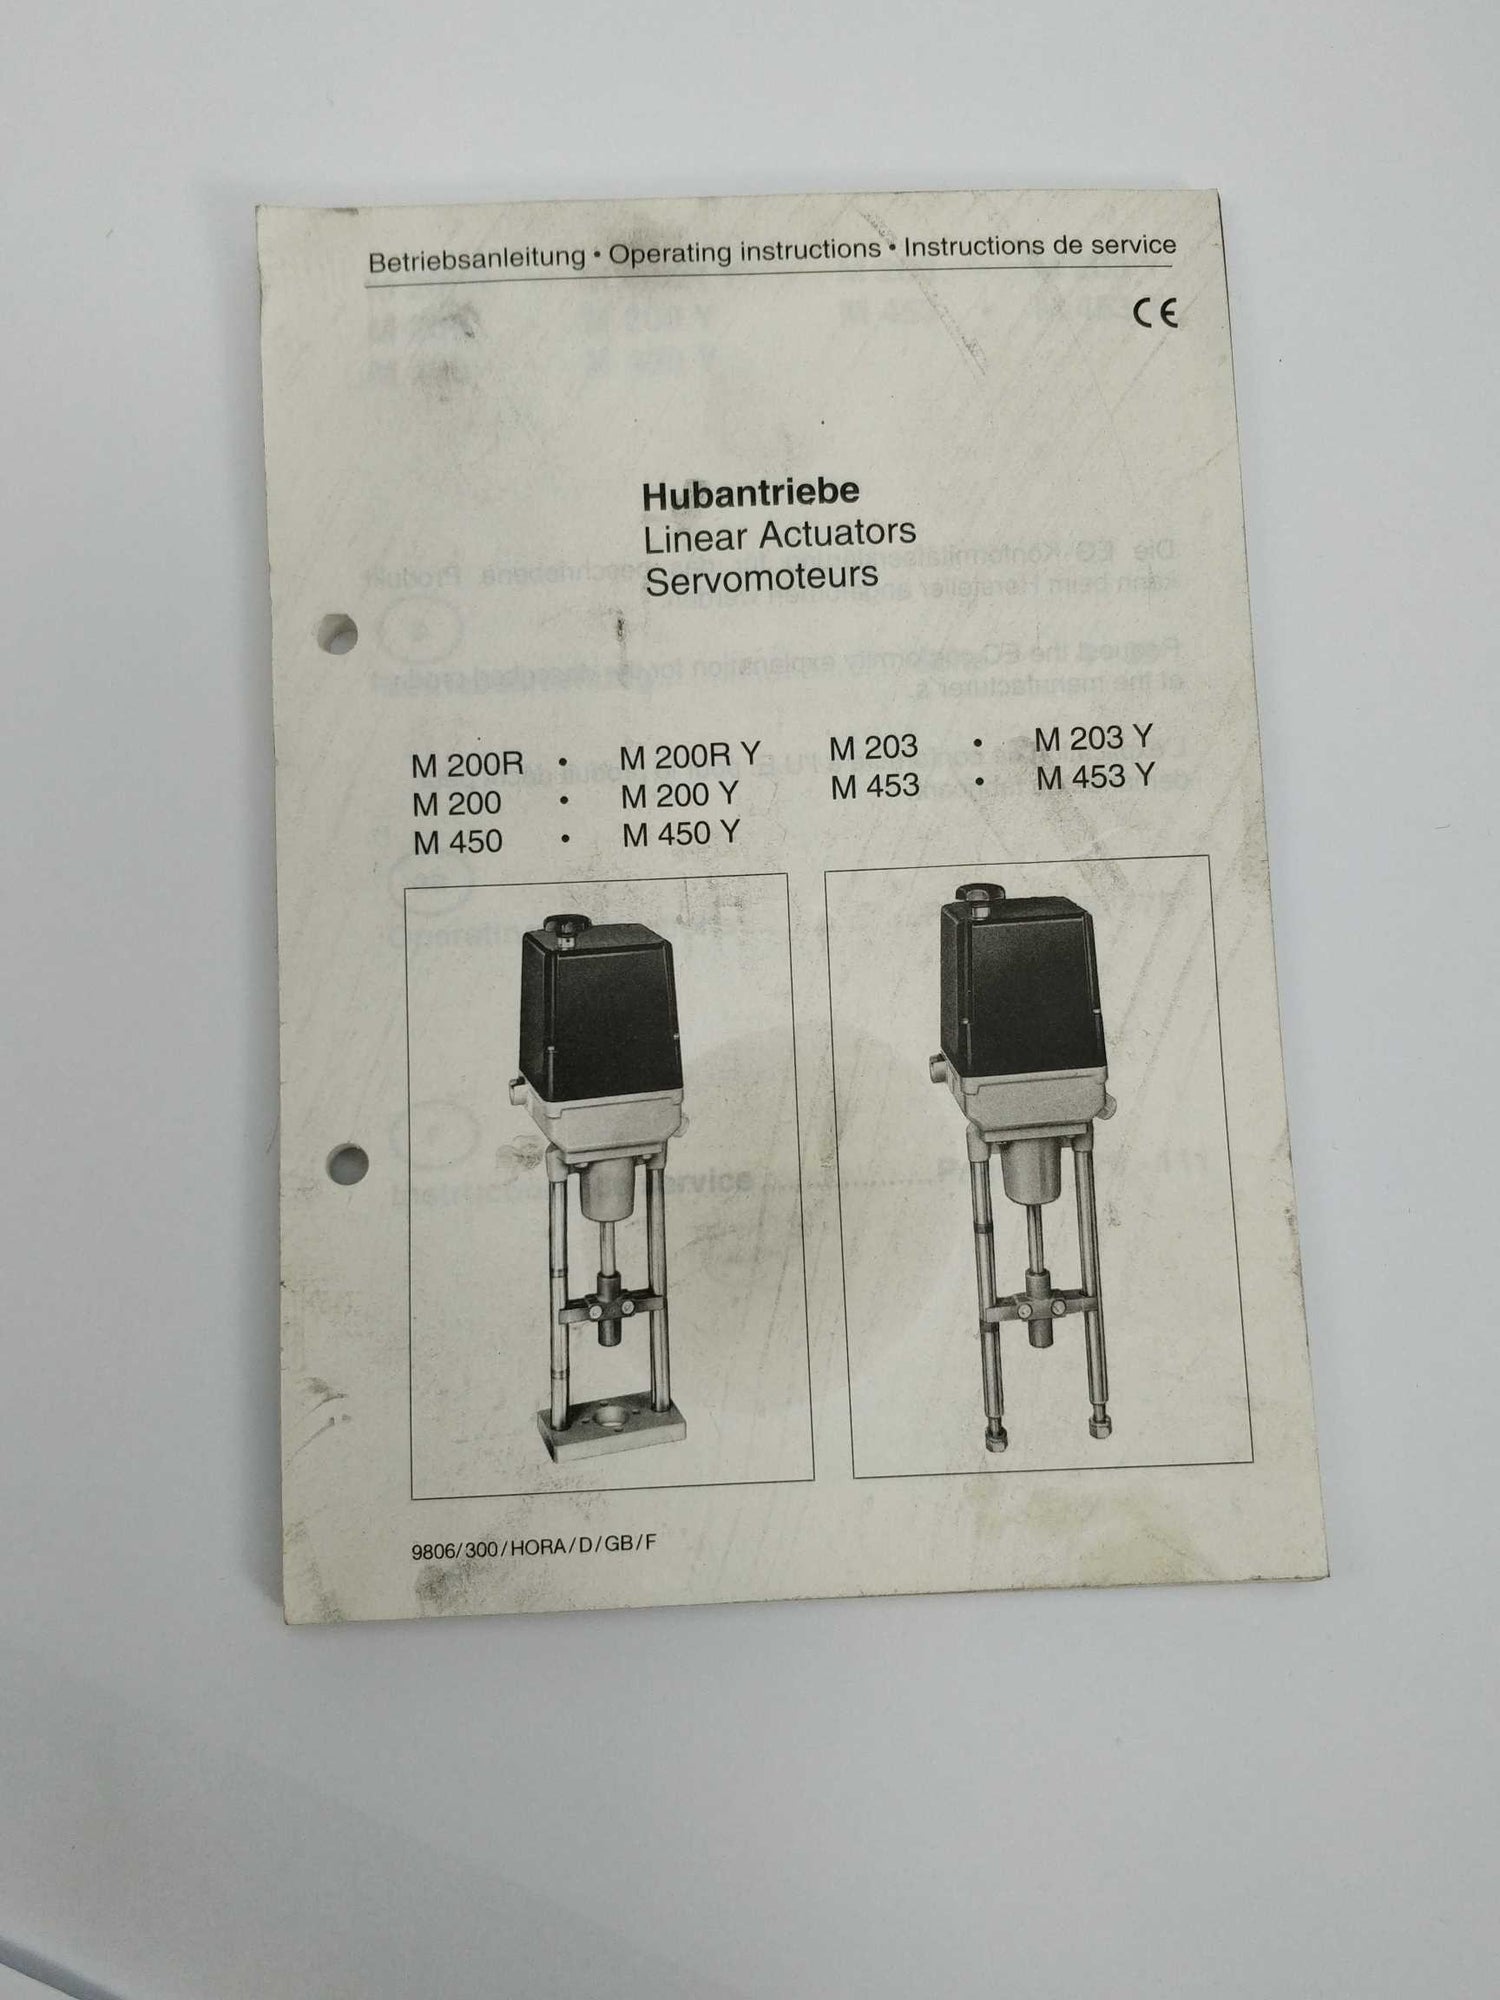 Betriebsanleitung • Operating instructions • Instructions de service
CE
Hubantriebe
Linear Actuators
Servomoteurs
M 200R • M 200R Y
M 200 • M 200 Y
M 450 • M 450 Y
M 203 • M 203 Y
M 453 • M 453 Y
9806/300/HORA/D/GB/F